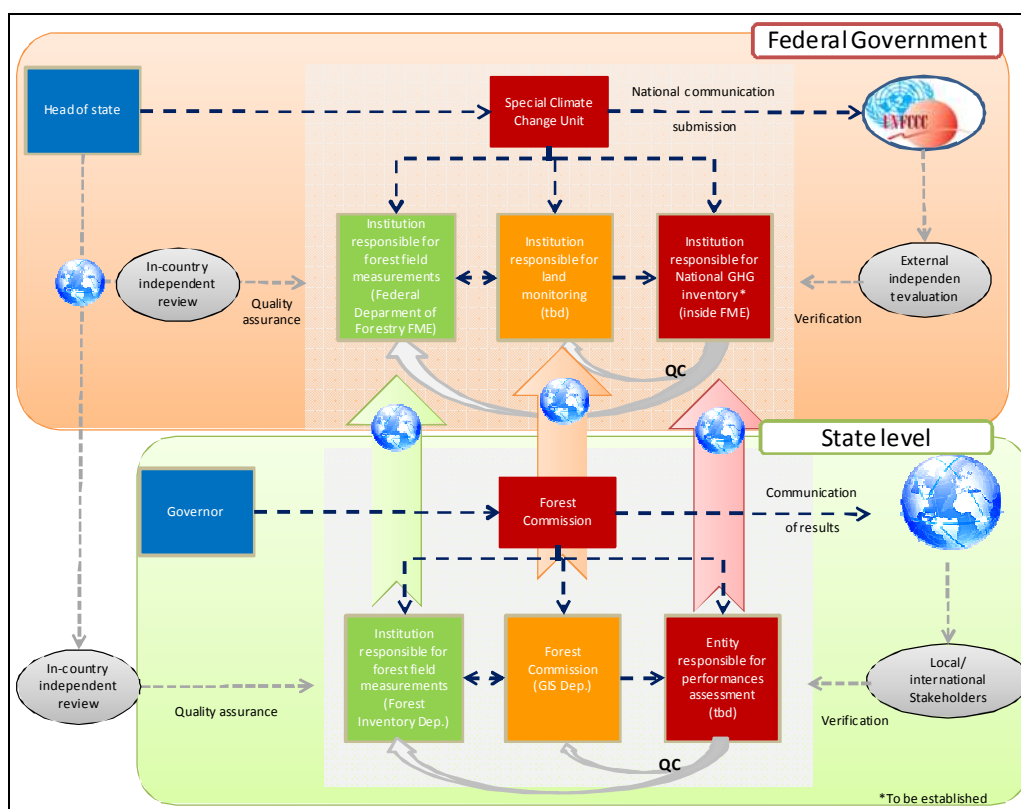 Federal Government
Head of state
Special Climate
Change Unit
National communication
submission
UNFCCC
Institution
responsible for
forest field
measurements
(Federal
Deparment of
Forestry FME)
Institution
responsible for
land
monitoring
(tbd)
Institution
responsible for
National GHG
inventory*
(inside FME)
In-country
independent
review
Quality
assurance
External
independen
tevaluation
Verification
QC
State level
Governor
Forest
Commission
Communication
of results
Institution
responsible for
forest field
measurements
(Forest
Inventory Dep.)
Forest
Commission
(GIS Dep.)
Entity
responsible for
performances
assessment
(tbd)
In-country
independent
review
Quality assurance
Local/
international
Stakeholders
Verification
QC
*To be established